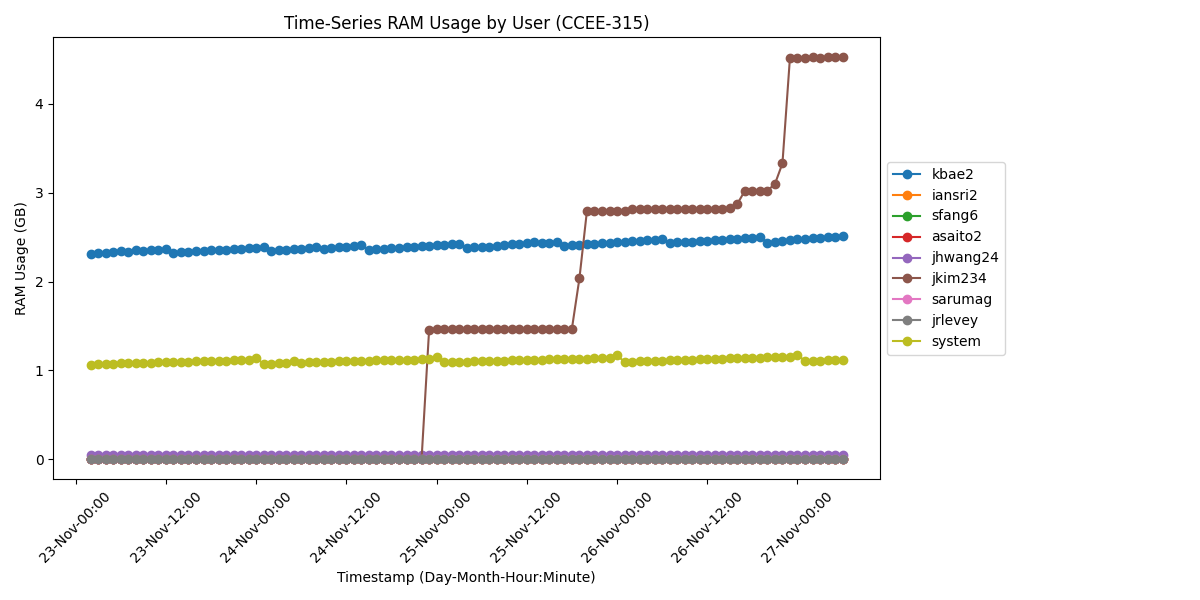 Time-Series RAM Usage by User (CCEE-315)
RAM Usage (GB)
4
3
2
1
0
23-Nov-00:00
23-Nov-12:00
24-Nov-00:00
24-Nov-12:00
25-Nov-00:00
25-Nov-12:00
26-Nov-00:00
26-Nov-12:00
27-Nov-00:00
Timestamp (Day-Month-Hour:Minute)
kbae2
iansri2
sfang6
asaito2
jhwang24
jkim234
sarumag
jrlevey
system